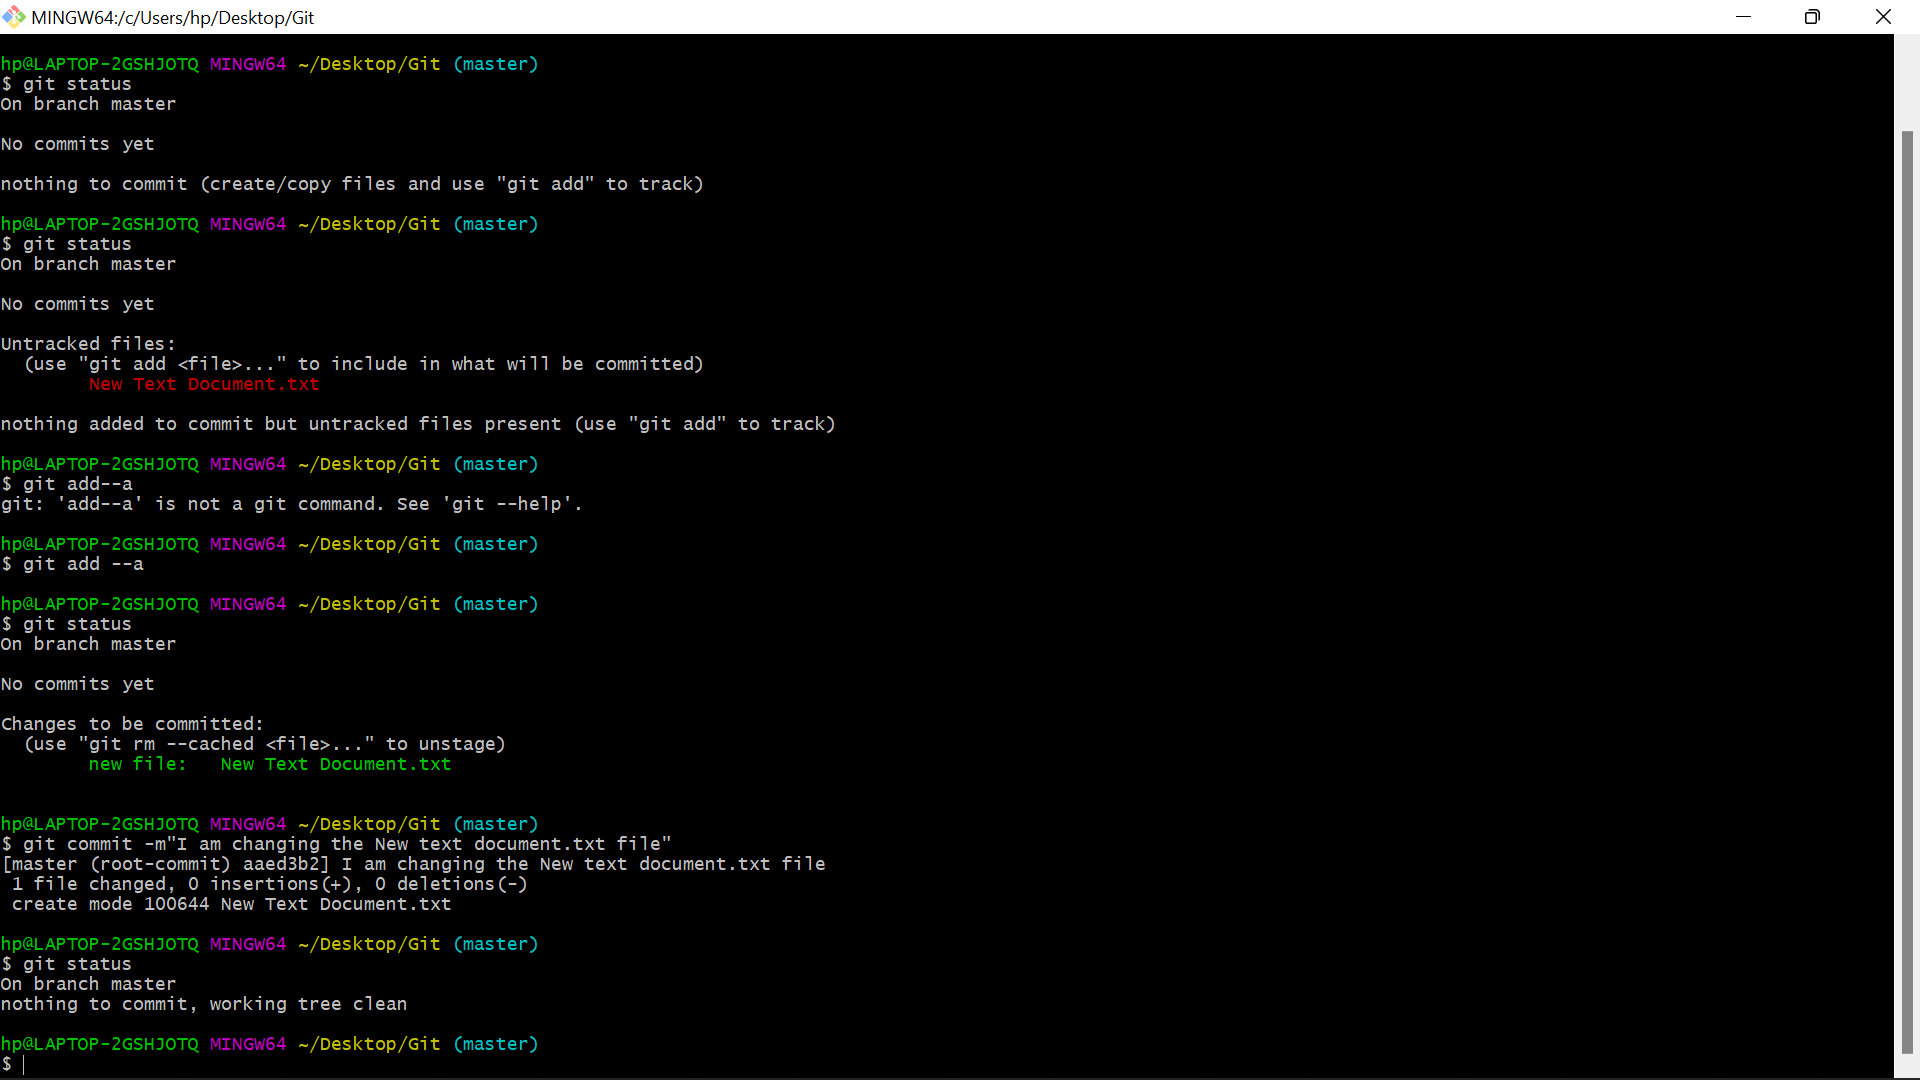 MINGW64:/c/Users/hp/Desktop/Git
hp@LAPTOP-2GSHJOTQ MINGW64 ~/Desktop/Git (master)
$ git status
On branch master
No commits yet
nothing to commit (create/copy files and use "git add" to track)
hp@LAPTOP-2GSHJOTQ MINGW64 ~/Desktop/Git (master)
$ git status
On branch master
No commits yet
Untracked files:
  (use "git add <file>..." to include in what will be committed)
        New Text Document.txt
nothing added to commit but untracked files present (use "git add" to track)
hp@LAPTOP-2GSHJOTQ MINGW64 ~/Desktop/Git (master)
$ git add--a
git: 'add--a' is not a git command. See 'git --help'.
hp@LAPTOP-2GSHJOTQ MINGW64 ~/Desktop/Git (master)
$ git add --a
hp@LAPTOP-2GSHJOTQ MINGW64 ~/Desktop/Git (master)
$ git status
On branch master
No commits yet
Changes to be committed:
  (use "git rm --cached <file>..." to unstage)
        new file:   New Text Document.txt
hp@LAPTOP-2GSHJOTQ MINGW64 ~/Desktop/Git (master)
$ git commit -m"I am changing the New text document.txt file"
[master (root-commit) aaed3b2] I am changing the New text document.txt file
 1 file changed, 0 insertions(+), 0 deletions(-)
 create mode 100644 New Text Document.txt
hp@LAPTOP-2GSHJOTQ MINGW64 ~/Desktop/Git (master)
$ git status
On branch master
nothing to commit, working tree clean
hp@LAPTOP-2GSHJOTQ MINGW64 ~/Desktop/Git (master)
$